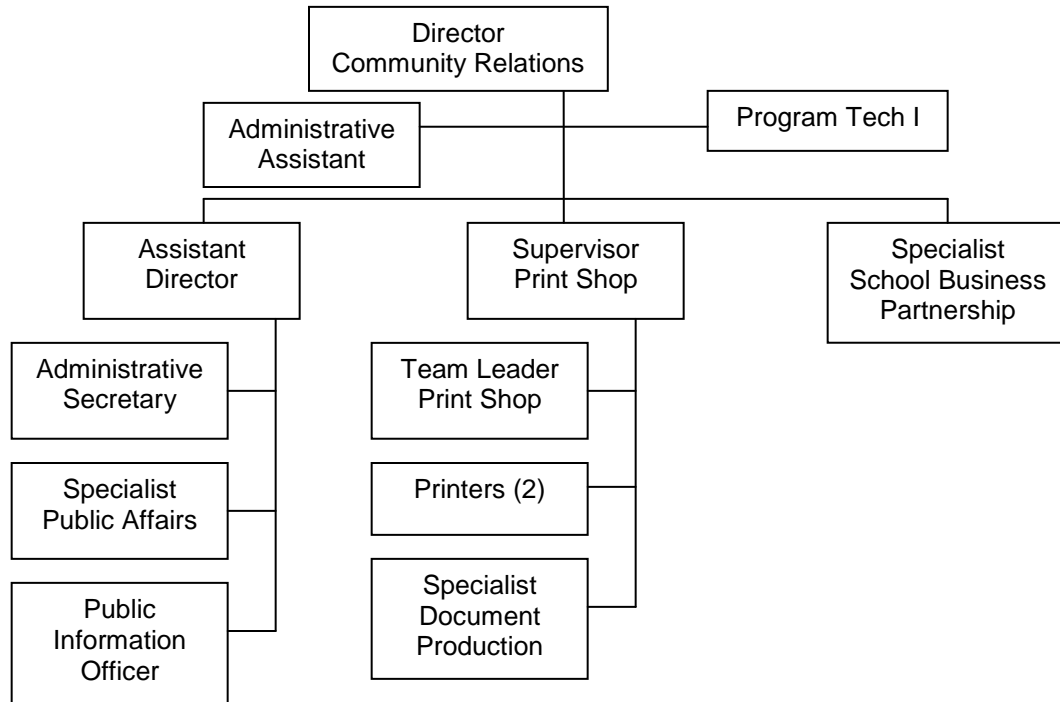 Director
Community Relations
Administrative
Assistant
Program Tech I
Assistant
Director
Supervisor
Print Shop
Specialist
School Business
Partnership
Administrative
Secretary
Team Leader
Print Shop
Specialist
Public Affairs
Printers (2)
Public
Information
Officer
Specialist
Document
Production